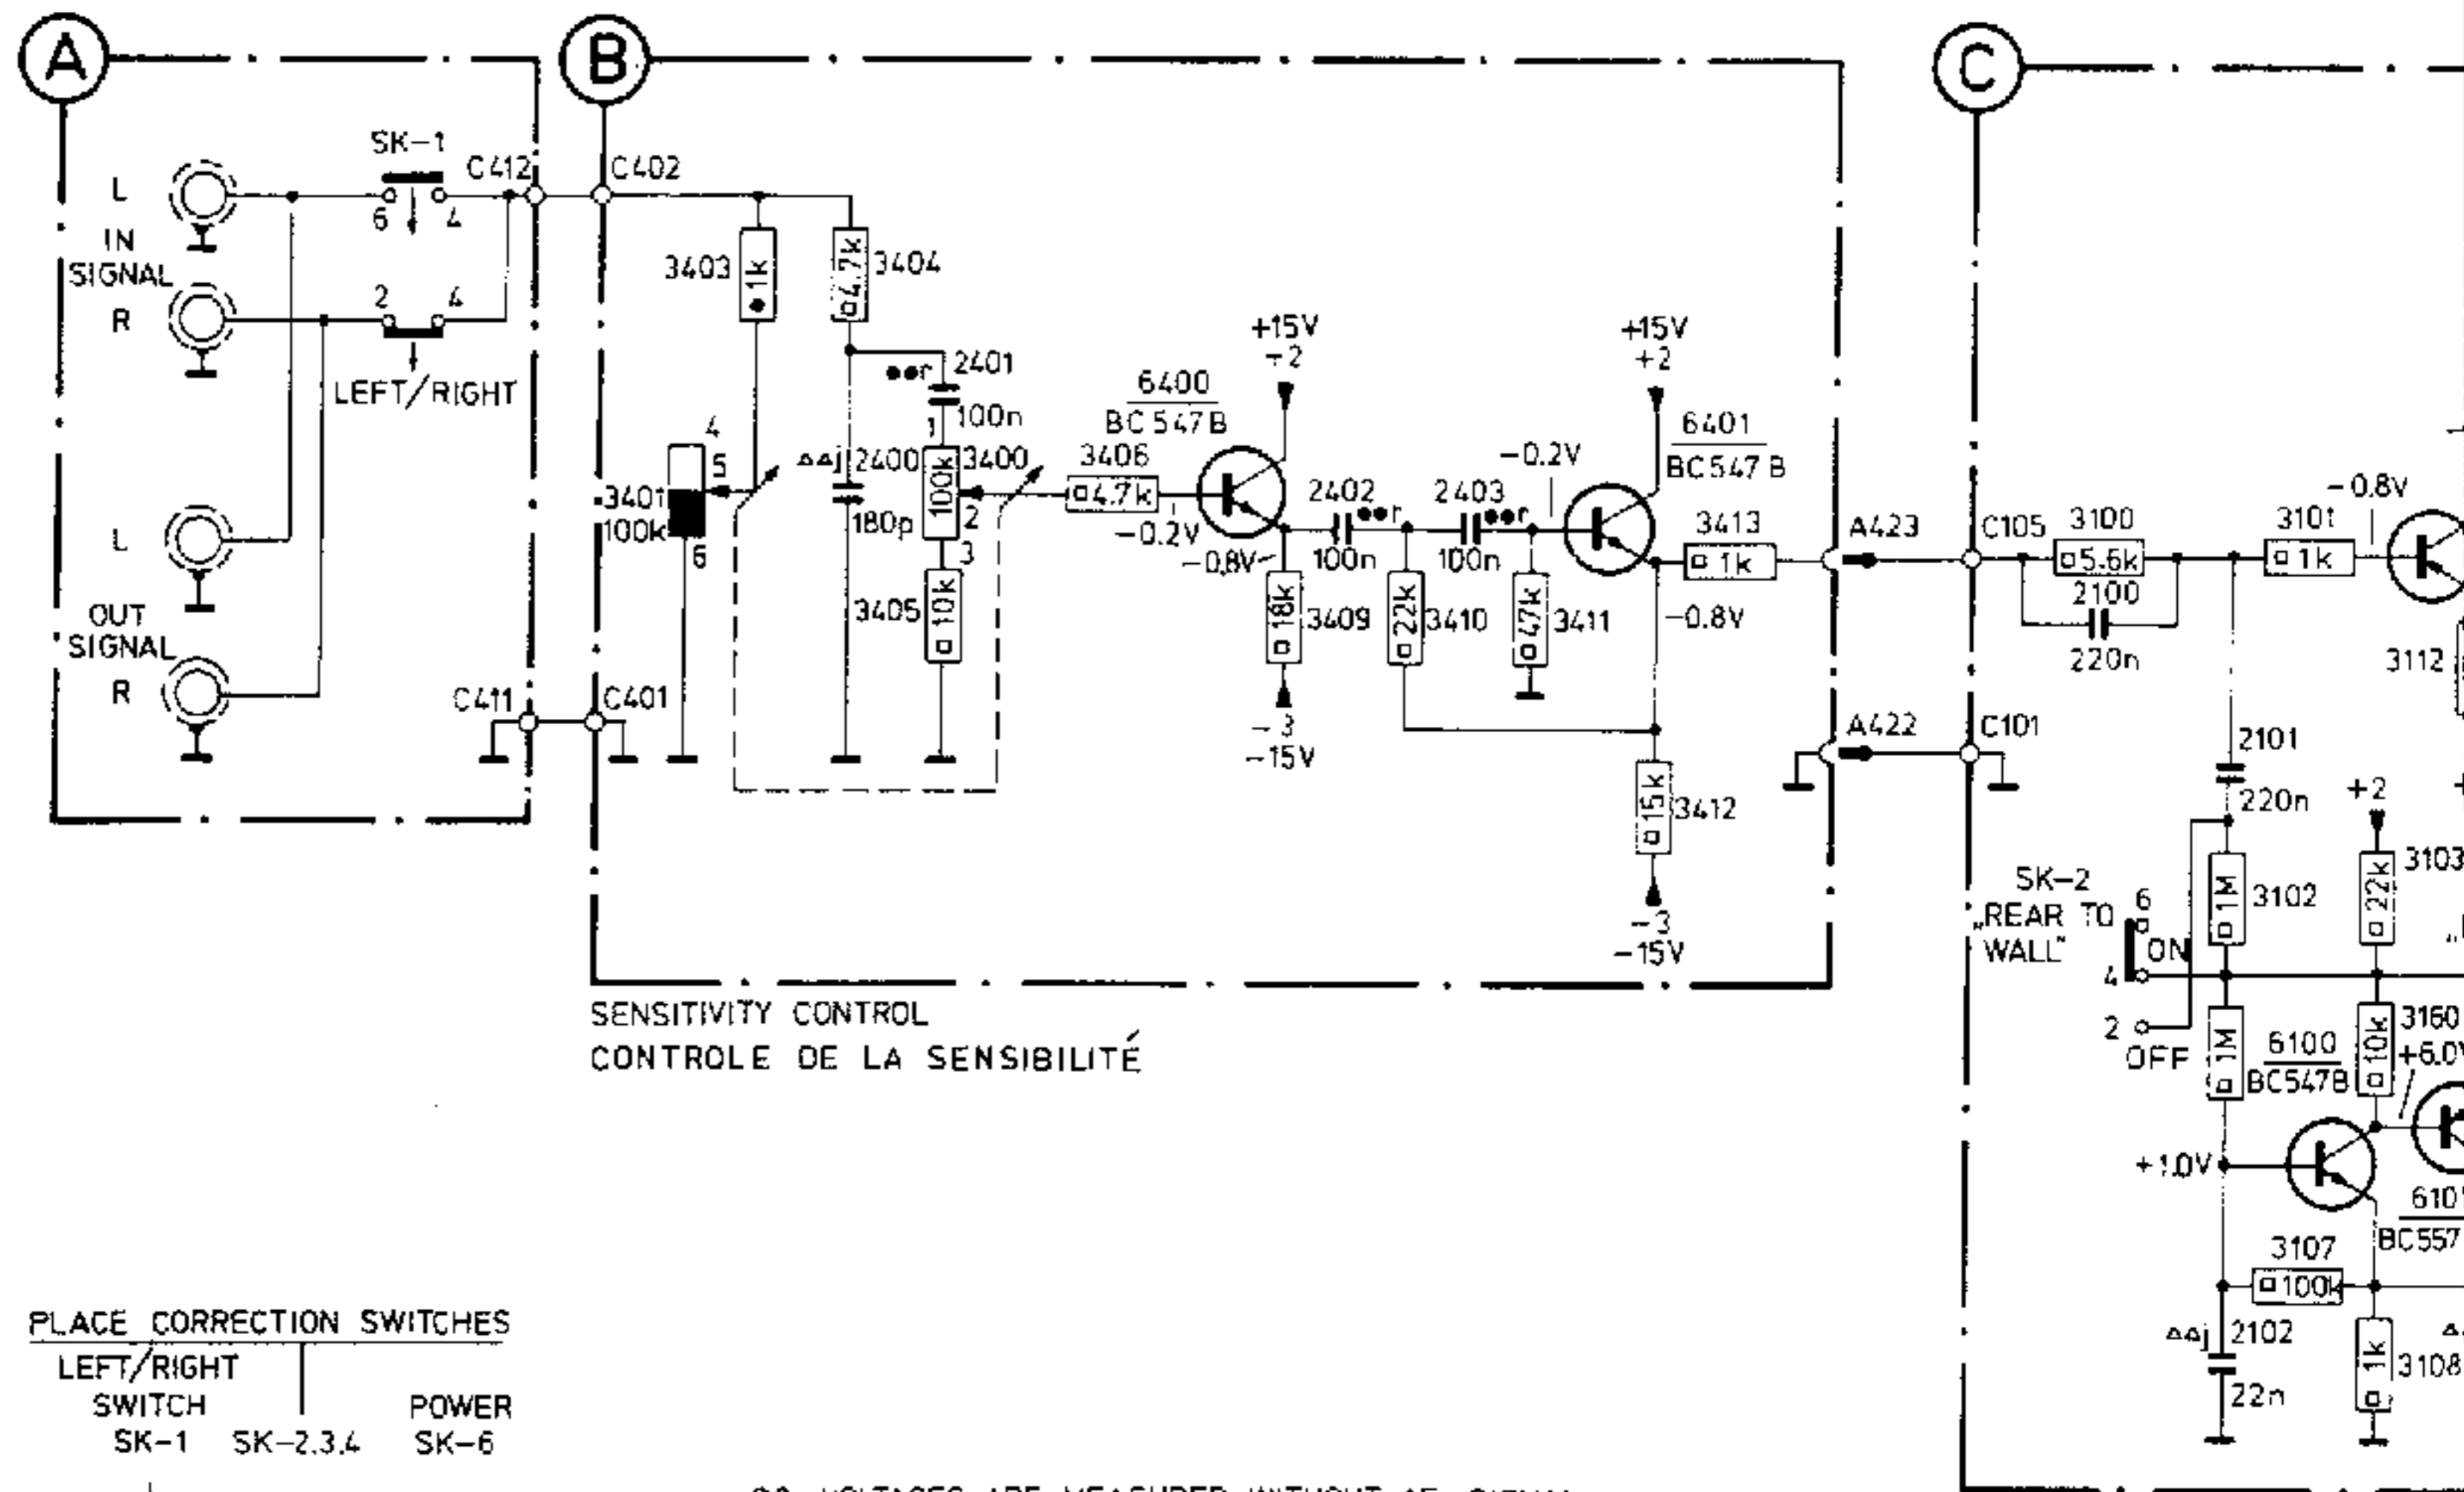 A
B
C
SK-1
C412
C402
L
6
4
IN
SIGNAL
R
2
4
LEFT/RIGHT
L
OUT
SIGNAL
R
C411
C401
3403
1k
3404
4.7k
2401
100n
4
5
6
3401
100k
2400
180p
1
3400
100k
2
3
3405
10k
3406
4.7k
6400
BC547B
+15V
+2
-0.2V
-0.8V
2402
100n
2403
100n
18k
3409
-3
-15V
22k
3410
47k
3411
-0.2V
+15V
+2
6401
BC547B
3413
1k
-0.8V
15k
3412
-3
-15V
A423
C105
A422
C101
3100
5.6k
2100
220n
3101
1k
-0.8V
3112
2101
220n
+2
3103
22k
1M
3102
SK-2
„REAR TO
WALL”
6
ON
4
2
OFF
1M
6100
BC547B
10k
3160
+1.0V
BC557
3107
100k
2102
22n
1k
3108
SENSITIVITY CONTROL
CONTROLE DE LA SENSIBILITÉ
PLACE CORRECTION SWITCHES
LEFT/RIGHT
SWITCH
SK-1
SK-2,3,4
POWER
SK-6
VOLTAGES ARE MEASURED WITHOUT